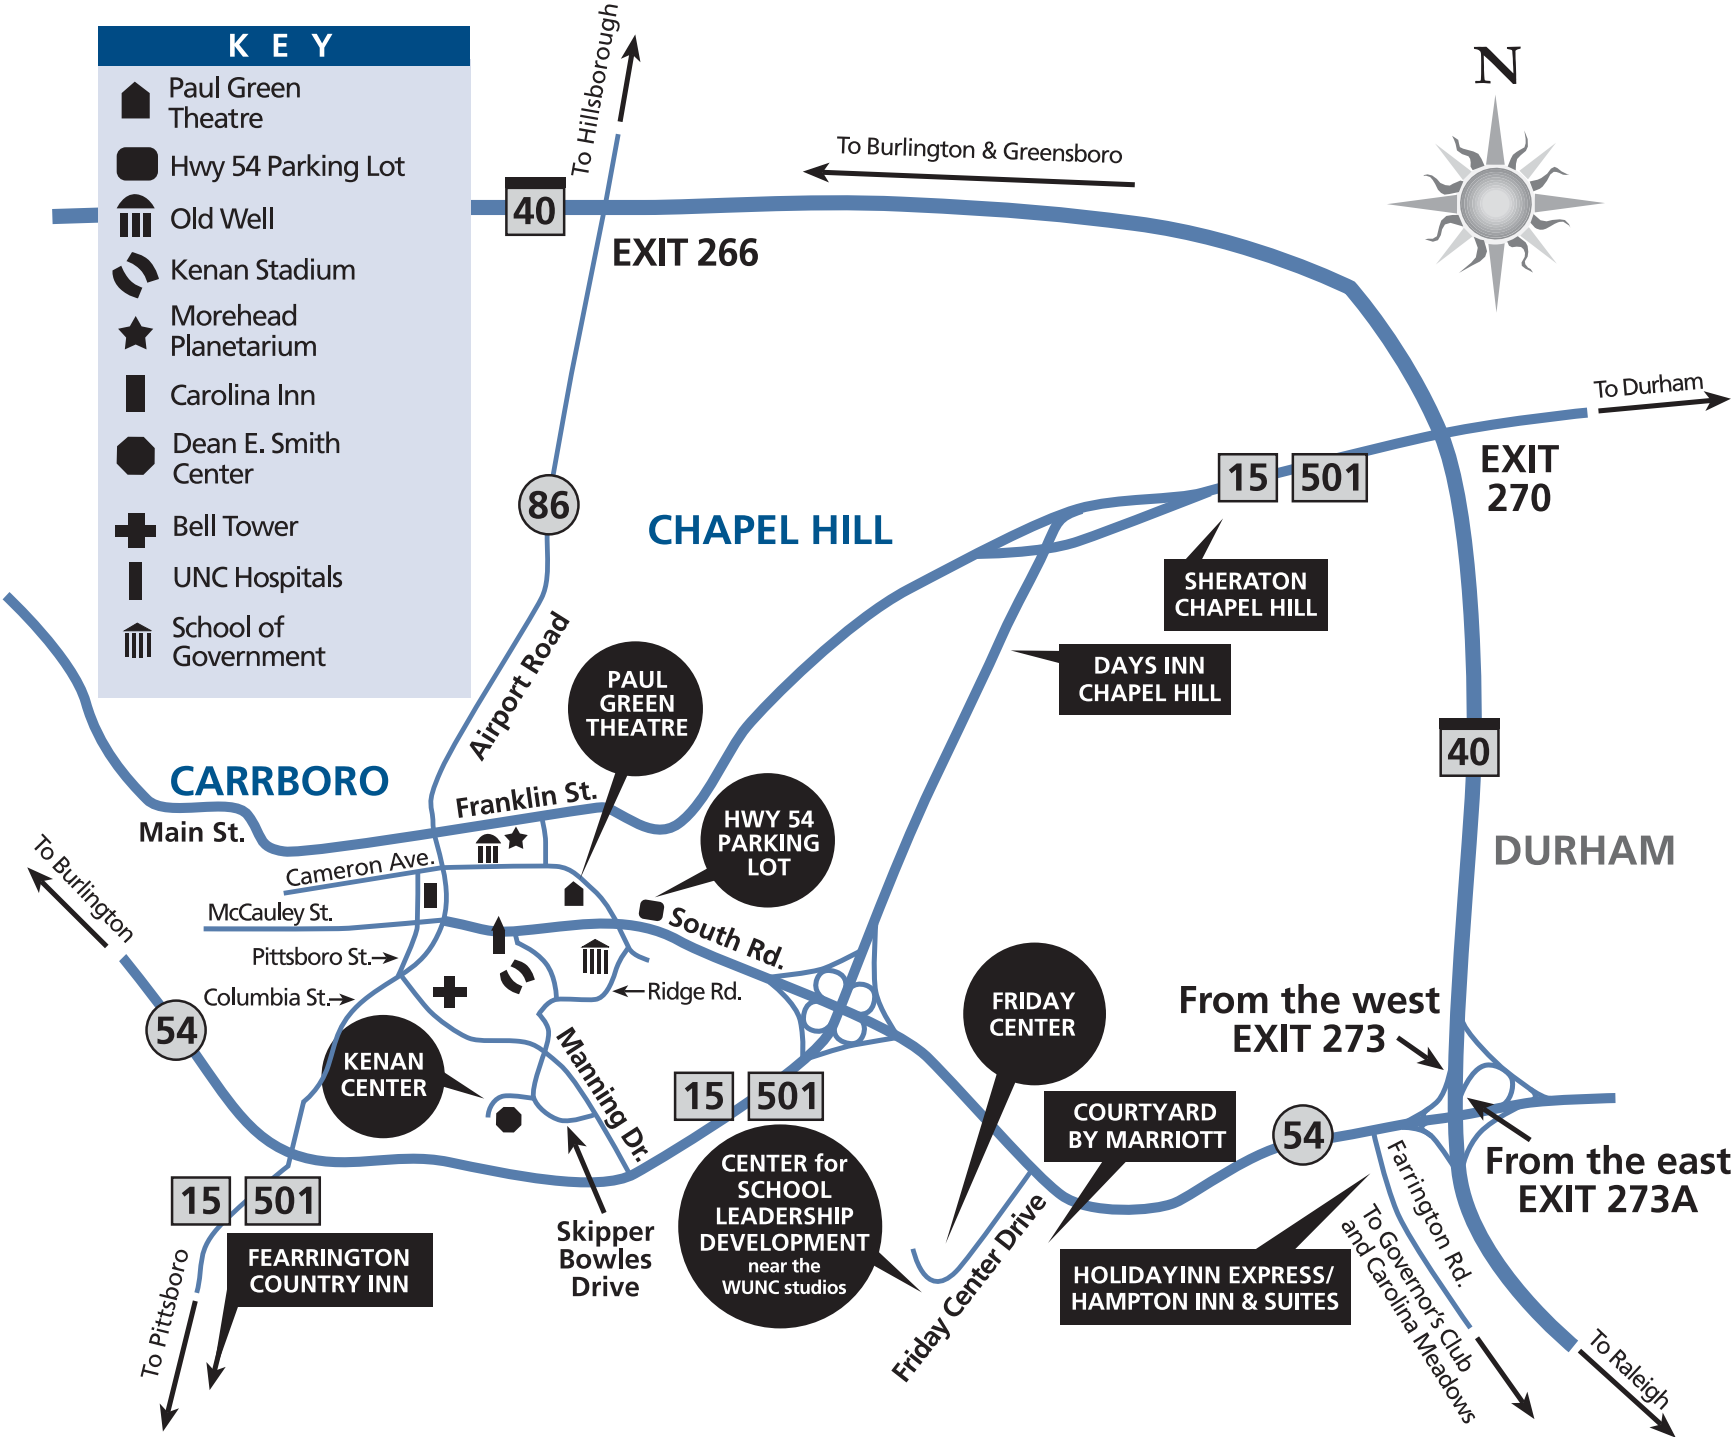 KEY
Paul Green
Theatre
Hwy 54 Parking Lot
Old Well
Kenan Stadium
Morehead
Planetarium
Carolina Inn
Dean E. Smith
Center
Bell Tower
UNC Hospitals
School of
Government
To Hillsborough
To Burlington & Greensboro
N
40
EXIT 266
To Durham
EXIT
270
15
501
86
CHAPEL HILL
SHERATON
CHAPEL HILL
DAYS INN
CHAPEL HILL
Airport Road
PAUL
GREEN
THEATRE
40
CARRBORO
Main St.
Franklin St.
HWY 54
PARKING
LOT
DURHAM
To Burlington
Cameron Ave.
McCauley St.
South Rd.
Pittsboro St.
Columbia St.
Ridge Rd.
54
FRIDAY
CENTER
From the west
EXIT 273
KENAN
CENTER
Manning Dr.
15
501
COURTYARD
BY MARRIOTT
54
From the east
EXIT 273A
CENTER for
SCHOOL
LEADERSHIP
DEVELOPMENT
near the
WUNC studios
15
501
Skipper
Bowles
Drive
FEARRINGTON
COUNTRY INN
To Pittsboro
Friday Center Drive
HOLIDAY INN EXPRESS/
HAMPTON INN & SUITES
Farrington Rd.
To Governor's Club
and Carolina Meadows
To Raleigh